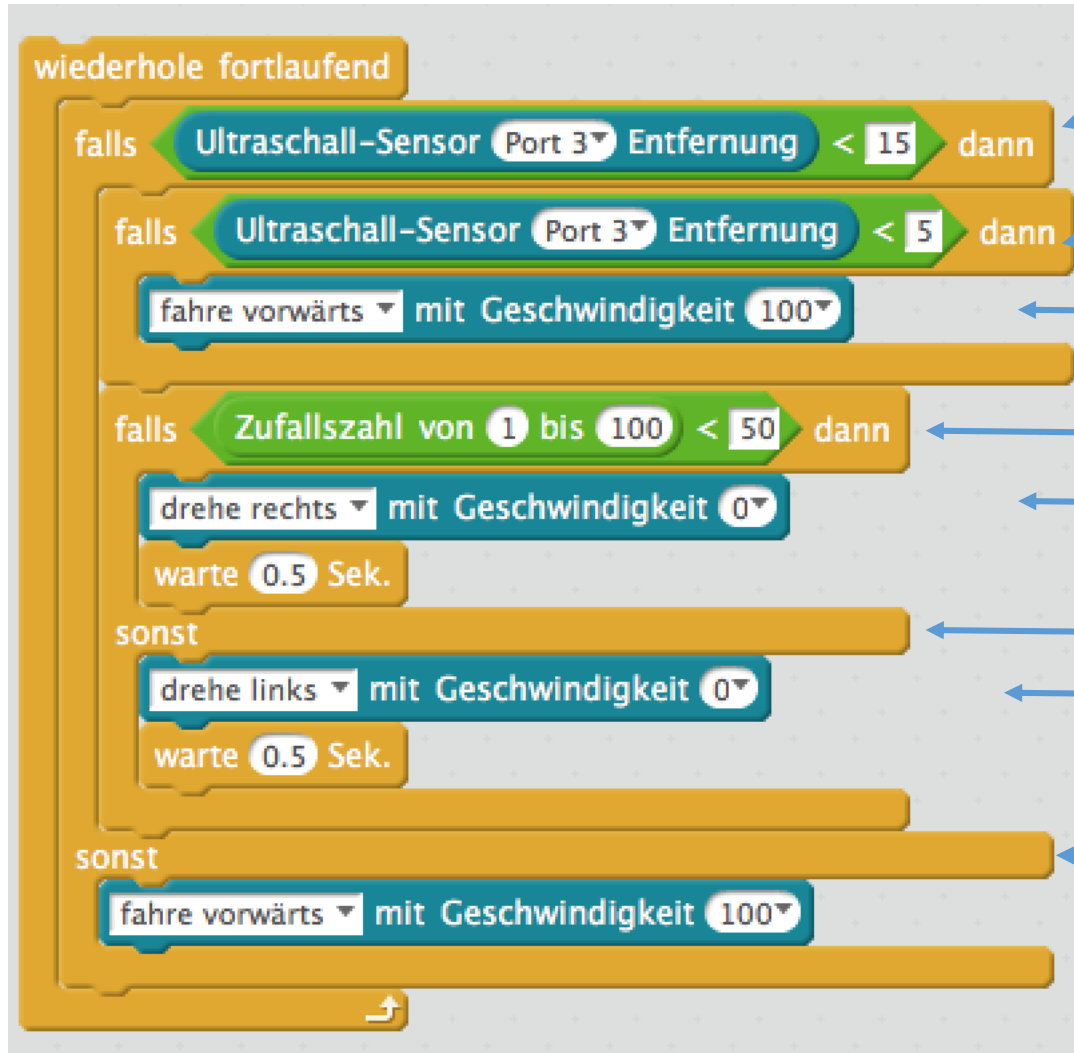 wiederhole fortlaufend
falls Ultraschall-Sensor Port 3 Entfernung < 15 dann
falls Ultraschall-Sensor Port 3 Entfernung < 5 dann
fahre vorwärts mit Geschwindigkeit 100
falls Zufallszahl von 1 bis 100 < 50 dann
drehe rechts mit Geschwindigkeit 0
warte 0.5 Sek.
sonst
drehe links mit Geschwindigkeit 0
warte 0.5 Sek.
sonst
fahre vorwärts mit Geschwindigkeit 100